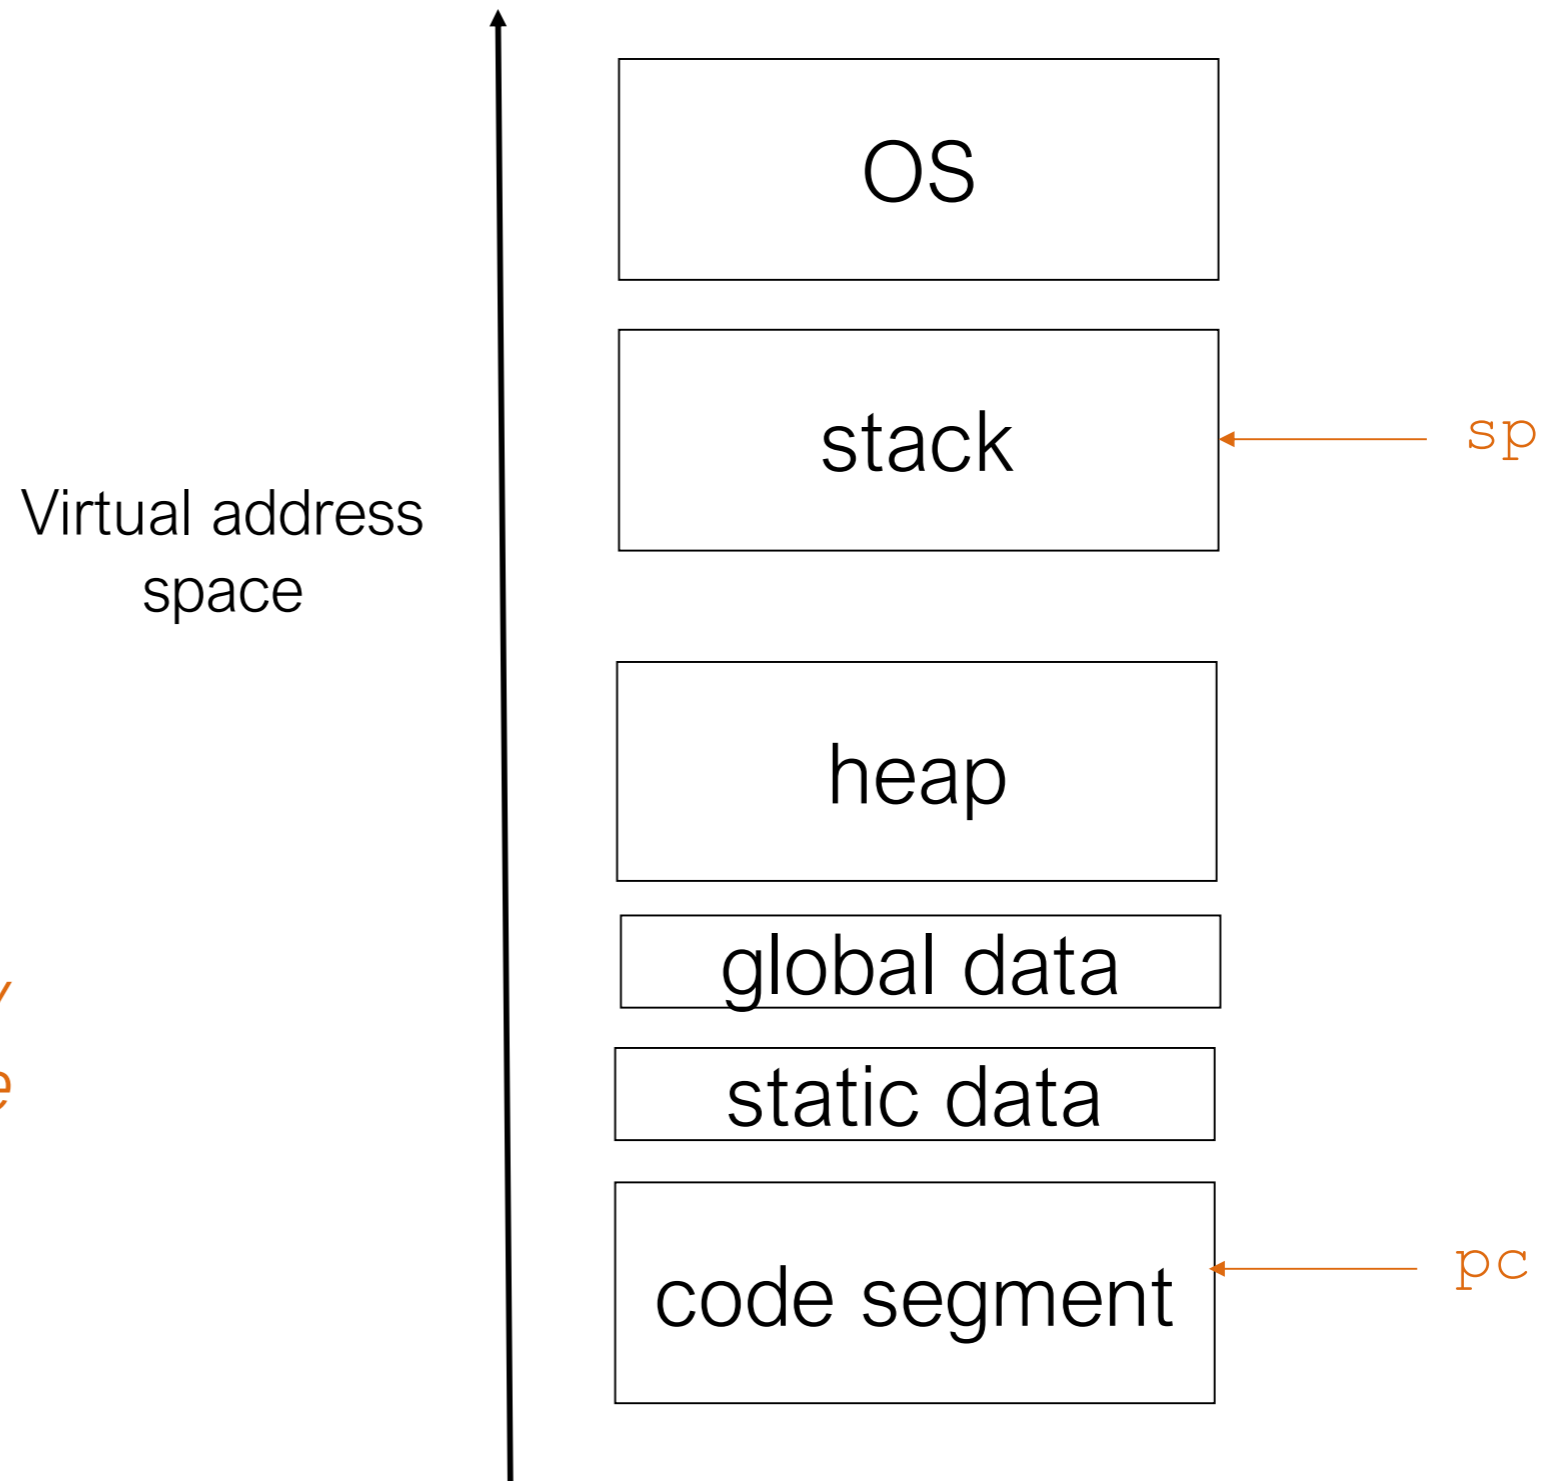 OS
stack
sp
Virtual address
space
heap
global data
static data
code segment
pc